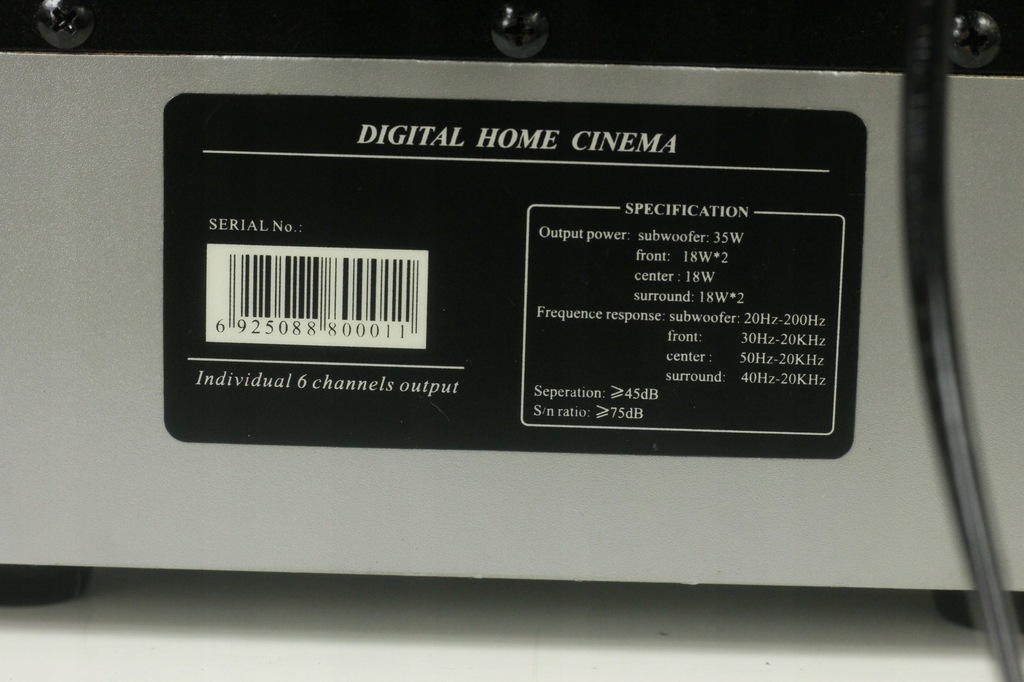 DIGITAL HOME CINEMA
SERIAL No.:
6 925088 800011
Individual 6 channels output
SPECIFICATION
Output power: subwoofer: 35W
front: 18W*2
center : 18W
surround: 18W*2
Frequence response: subwoofer: 20Hz-200Hz
front: 30Hz-20KHz
center : 50Hz-20KHz
surround: 40Hz-20KHz
Seperation: ⩾45dB
S/n ratio: ⩾75dB